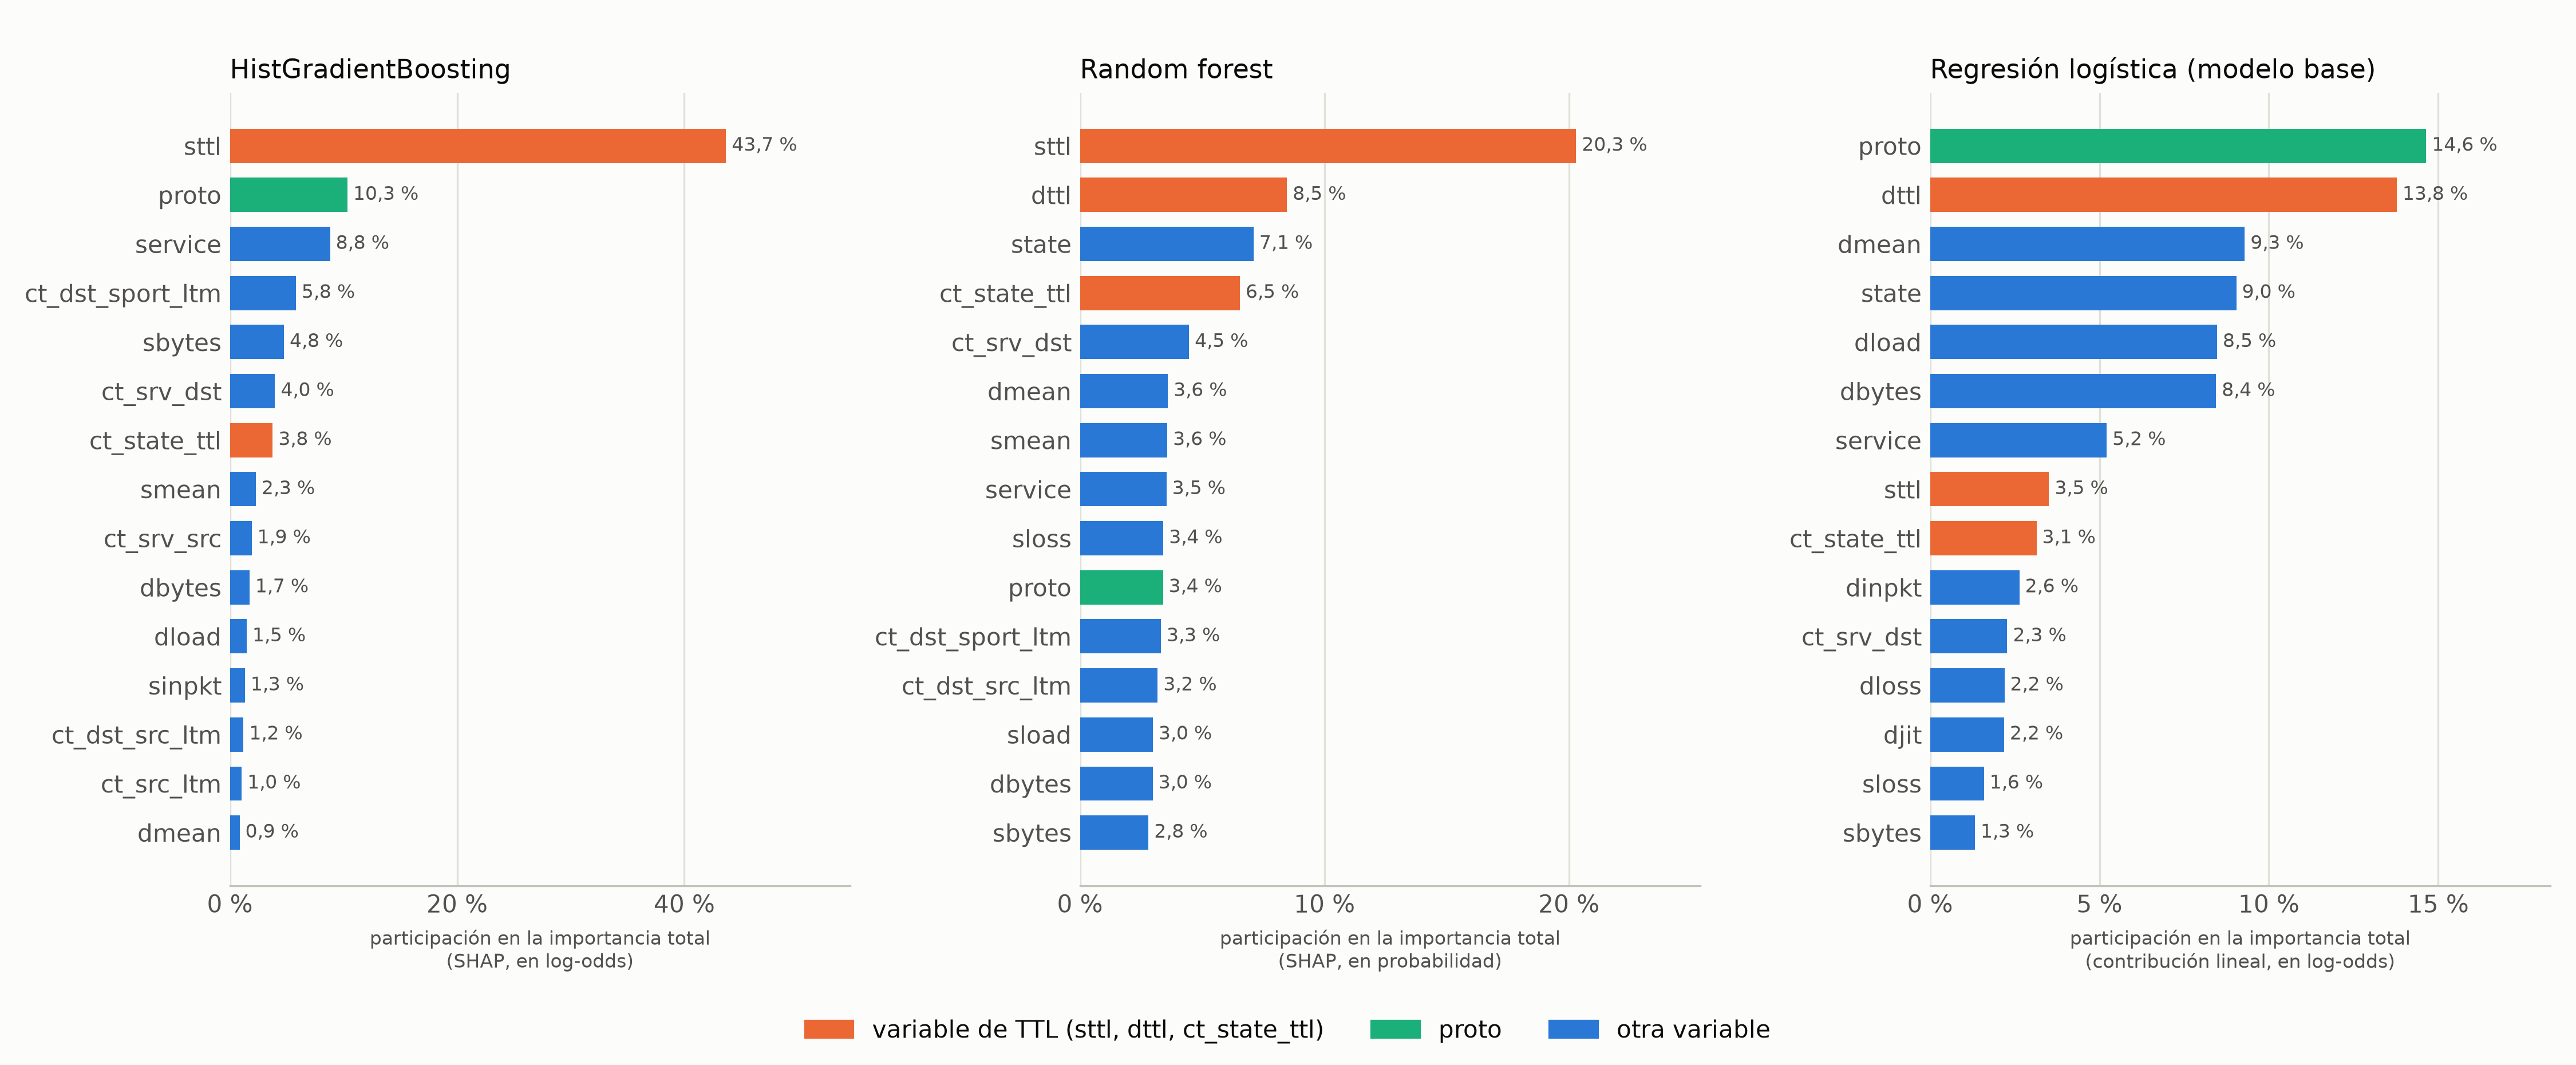 HistGradientBoosting
sttl 43,7 %
proto 10,3 %
service 8,8 %
ct_dst_sport_ltm 5,8 %
sbytes 4,8 %
ct_srv_dst 4,0 %
ct_state_ttl 3,8 %
smean 2,3 %
ct_srv_src 1,9 %
dbytes 1,7 %
dload 1,5 %
sinpkt 1,3 %
ct_dst_src_ltm 1,2 %
ct_src_ltm 1,0 %
dmean 0,9 %
0 % 20 % 40 %
participación en la importancia total
(SHAP, en log-odds)
Random forest
sttl 20,3 %
dttl 8,5 %
state 7,1 %
ct_state_ttl 6,5 %
ct_srv_dst 4,5 %
dmean 3,6 %
smean 3,6 %
service 3,5 %
sloss 3,4 %
proto 3,4 %
ct_dst_sport_ltm 3,3 %
ct_dst_src_ltm 3,2 %
sload 3,0 %
dbytes 3,0 %
sbytes 2,8 %
0 % 10 % 20 %
participación en la importancia total
(SHAP, en probabilidad)
Regresión logística (modelo base)
proto 14,6 %
dttl 13,8 %
dmean 9,3 %
state 9,0 %
dload 8,5 %
dbytes 8,4 %
service 5,2 %
sttl 3,5 %
ct_state_ttl 3,1 %
dinpkt 2,6 %
ct_srv_dst 2,3 %
dloss 2,2 %
djit 2,2 %
sloss 1,6 %
sbytes 1,3 %
0 % 5 % 10 % 15 %
participación en la importancia total
(contribución lineal, en log-odds)
variable de TTL (sttl, dttl, ct_state_ttl) proto otra variable